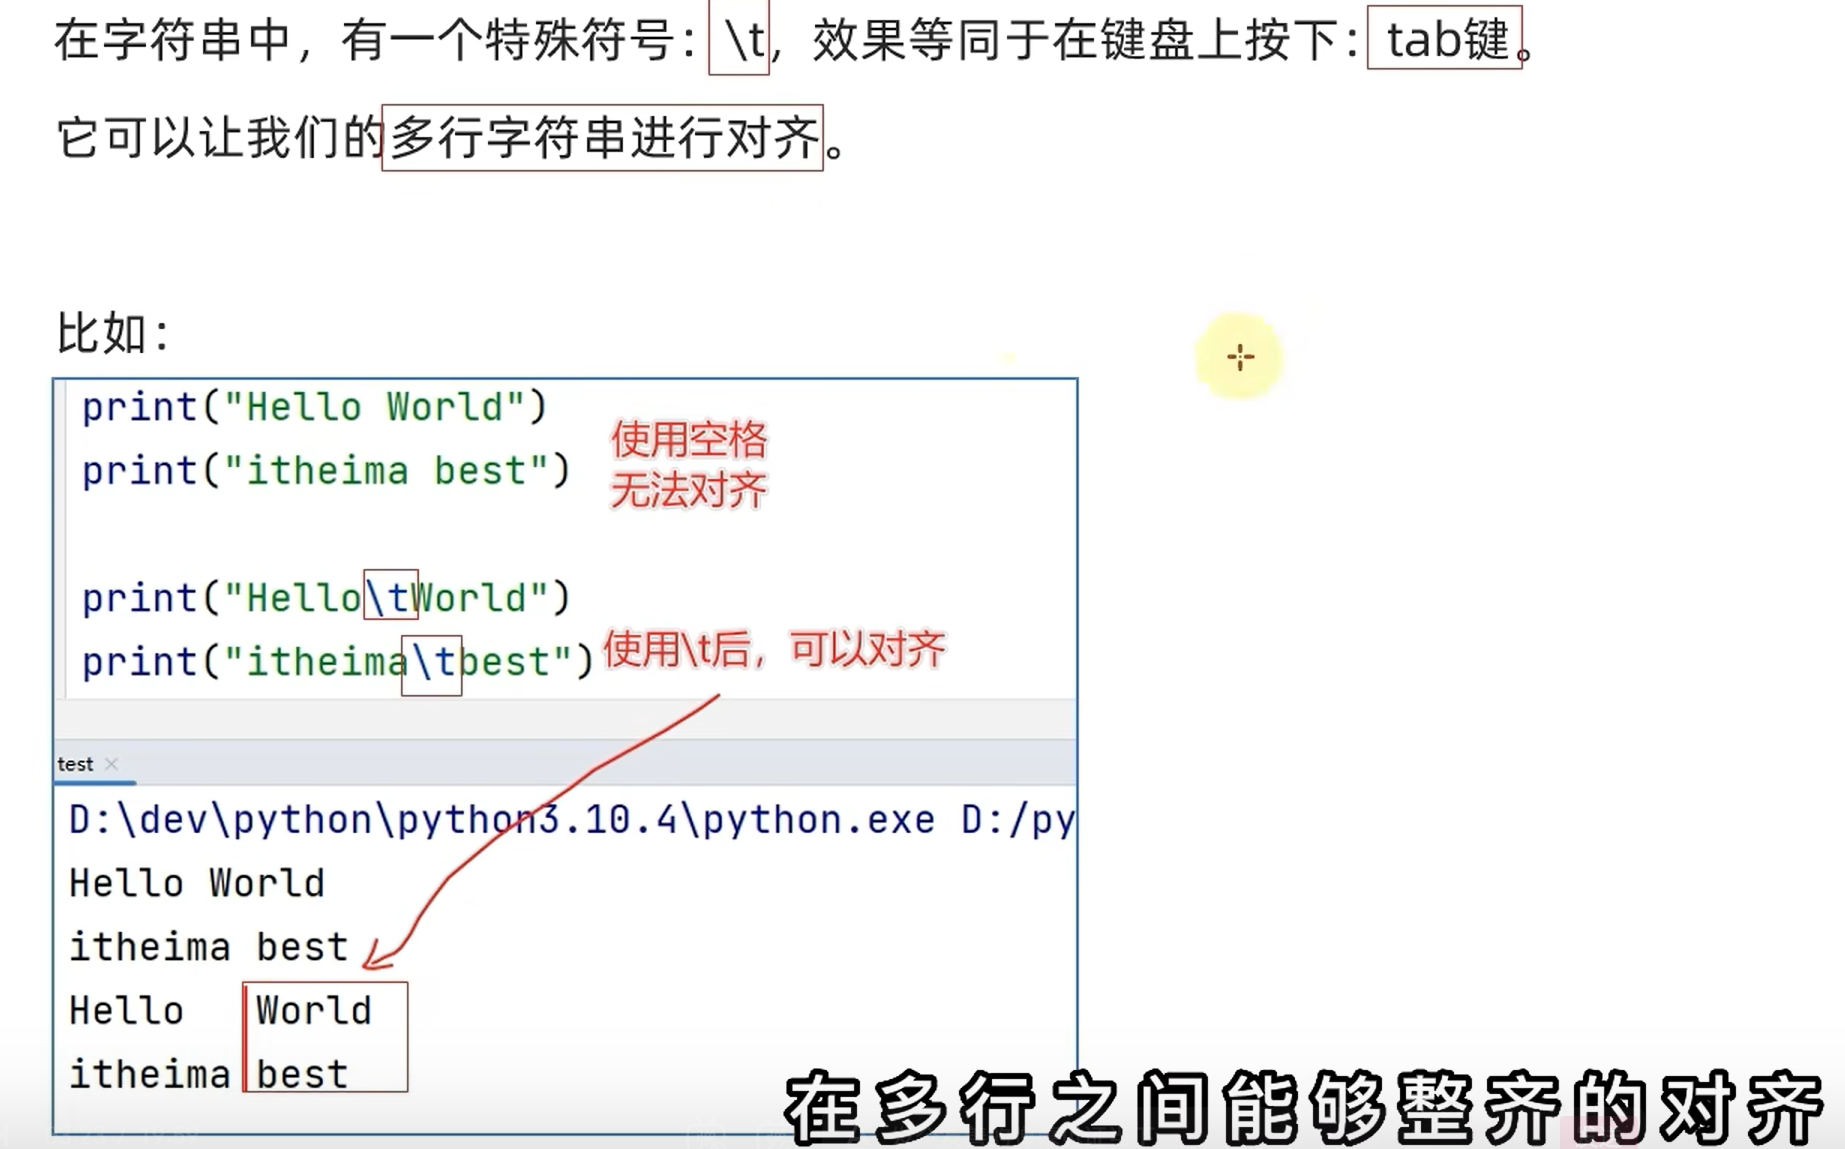 在字符串中，有一个特殊符号：\t，效果等同于在键盘上按下：tab键。
它可以让我们的多行字符串进行对齐。
比如：
print("Hello World")
print("itheima best")
使用空格
无法对齐
print("Hello\tWorld")
print("itheima\tbest")
使用\t后，可以对齐
test
D:\dev\python\python3.10.4\python.exe D:/py
Hello World
itheima best
Hello   World
itheima best
在多行之间能够整齐的对齐